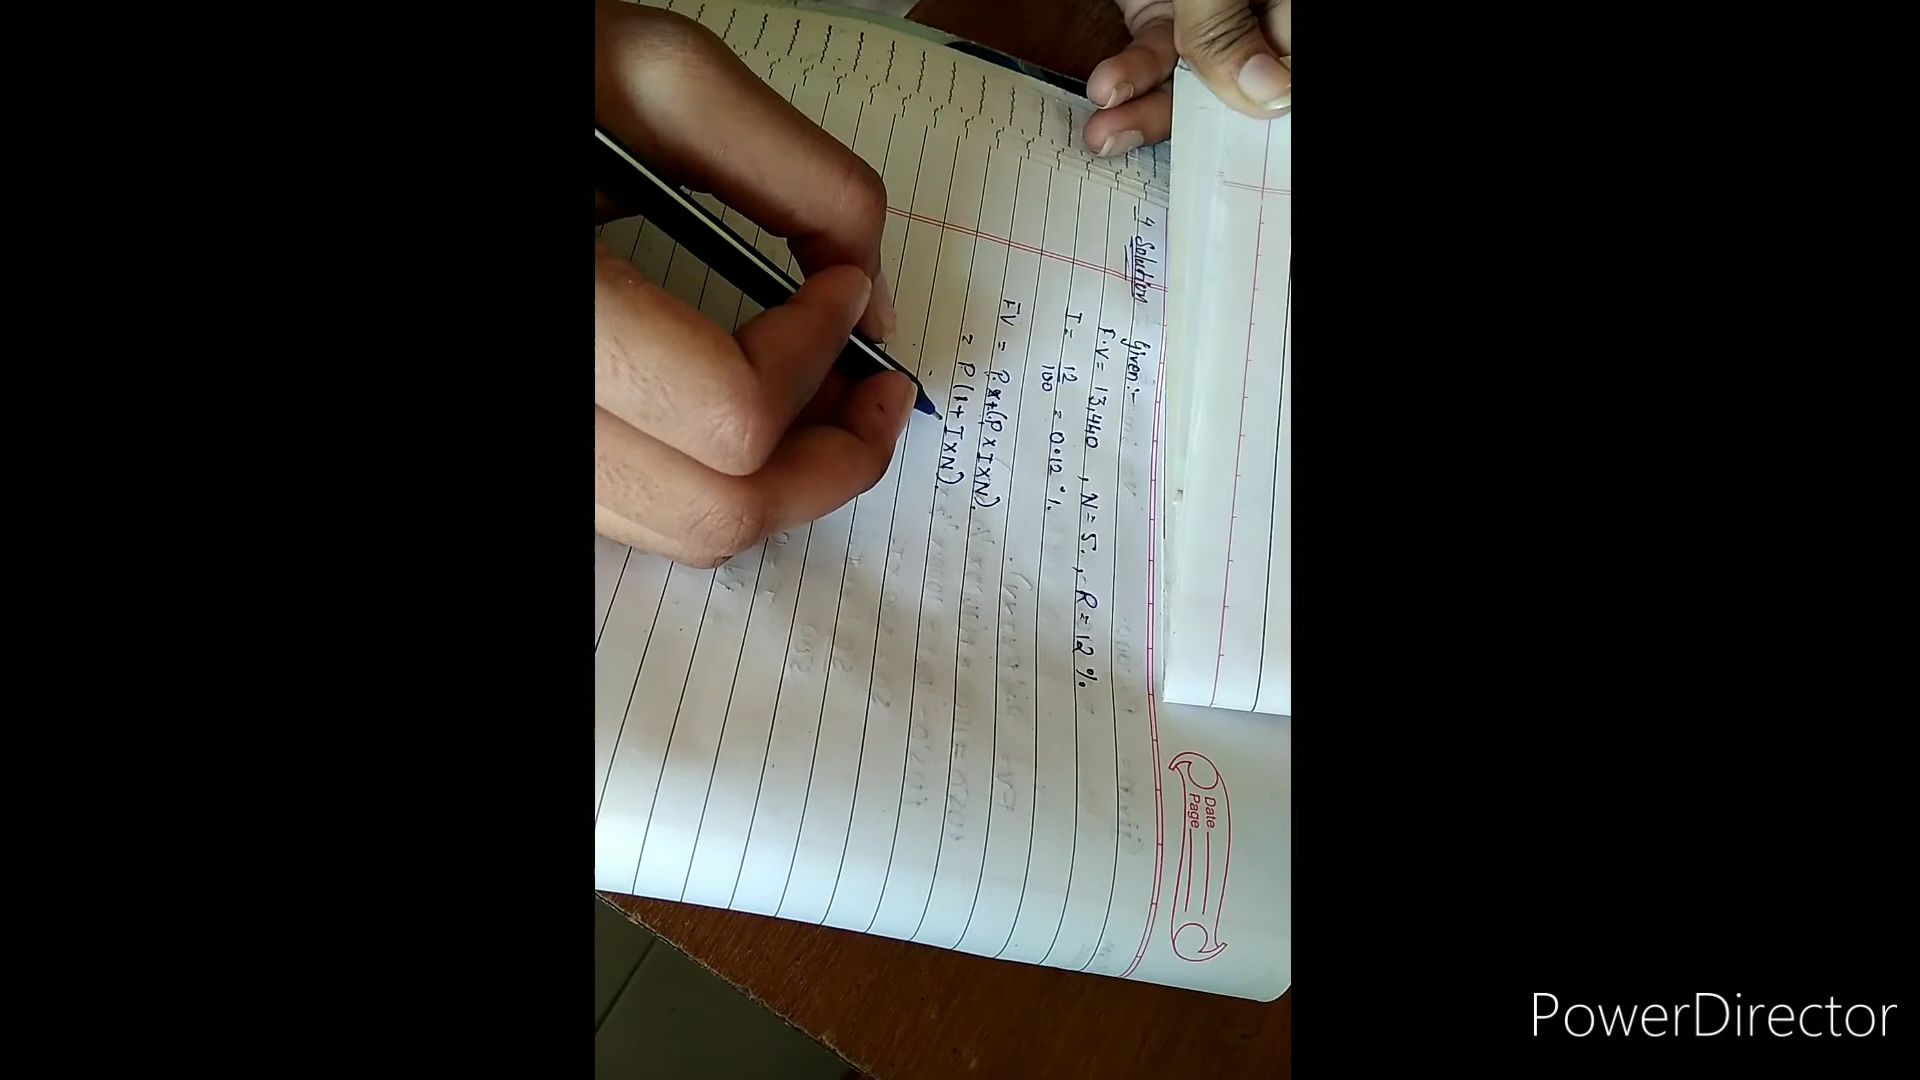 4 Solution
Given:-
F.V = 13,440 , N = 5. , R = 12 %.
I = 12/100 = 0.12 %.
FV = P. x + (P x I x N).
= P (1 + I x N).
Date
Page
PowerDirector